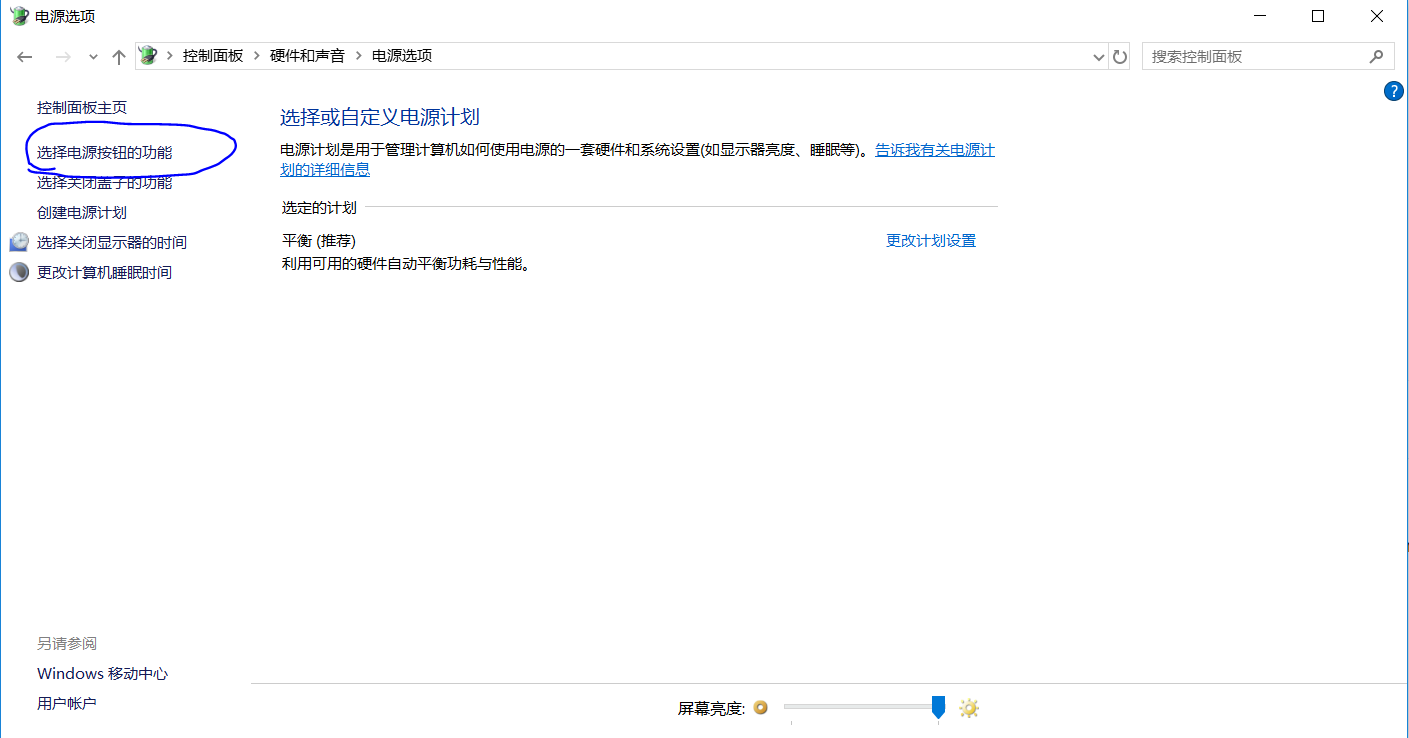 电源选项
控制面板 硬件和声音 电源选项
搜索控制面板
?
控制面板主页
选择电源按钮的功能
选择关闭盖子的功能
创建电源计划
选择关闭显示器的时间
更改计算机睡眠时间
选择或自定义电源计划
电源计划是用于管理计算机如何使用电源的一套硬件和系统设置(如显示器亮度、睡眠等)。告诉我有关电源计
划的详细信息
选定的计划
平衡 (推荐) 更改计划设置
利用可用的硬件自动平衡功耗与性能。
另请参阅
Windows 移动中心
用户帐户
屏幕亮度: